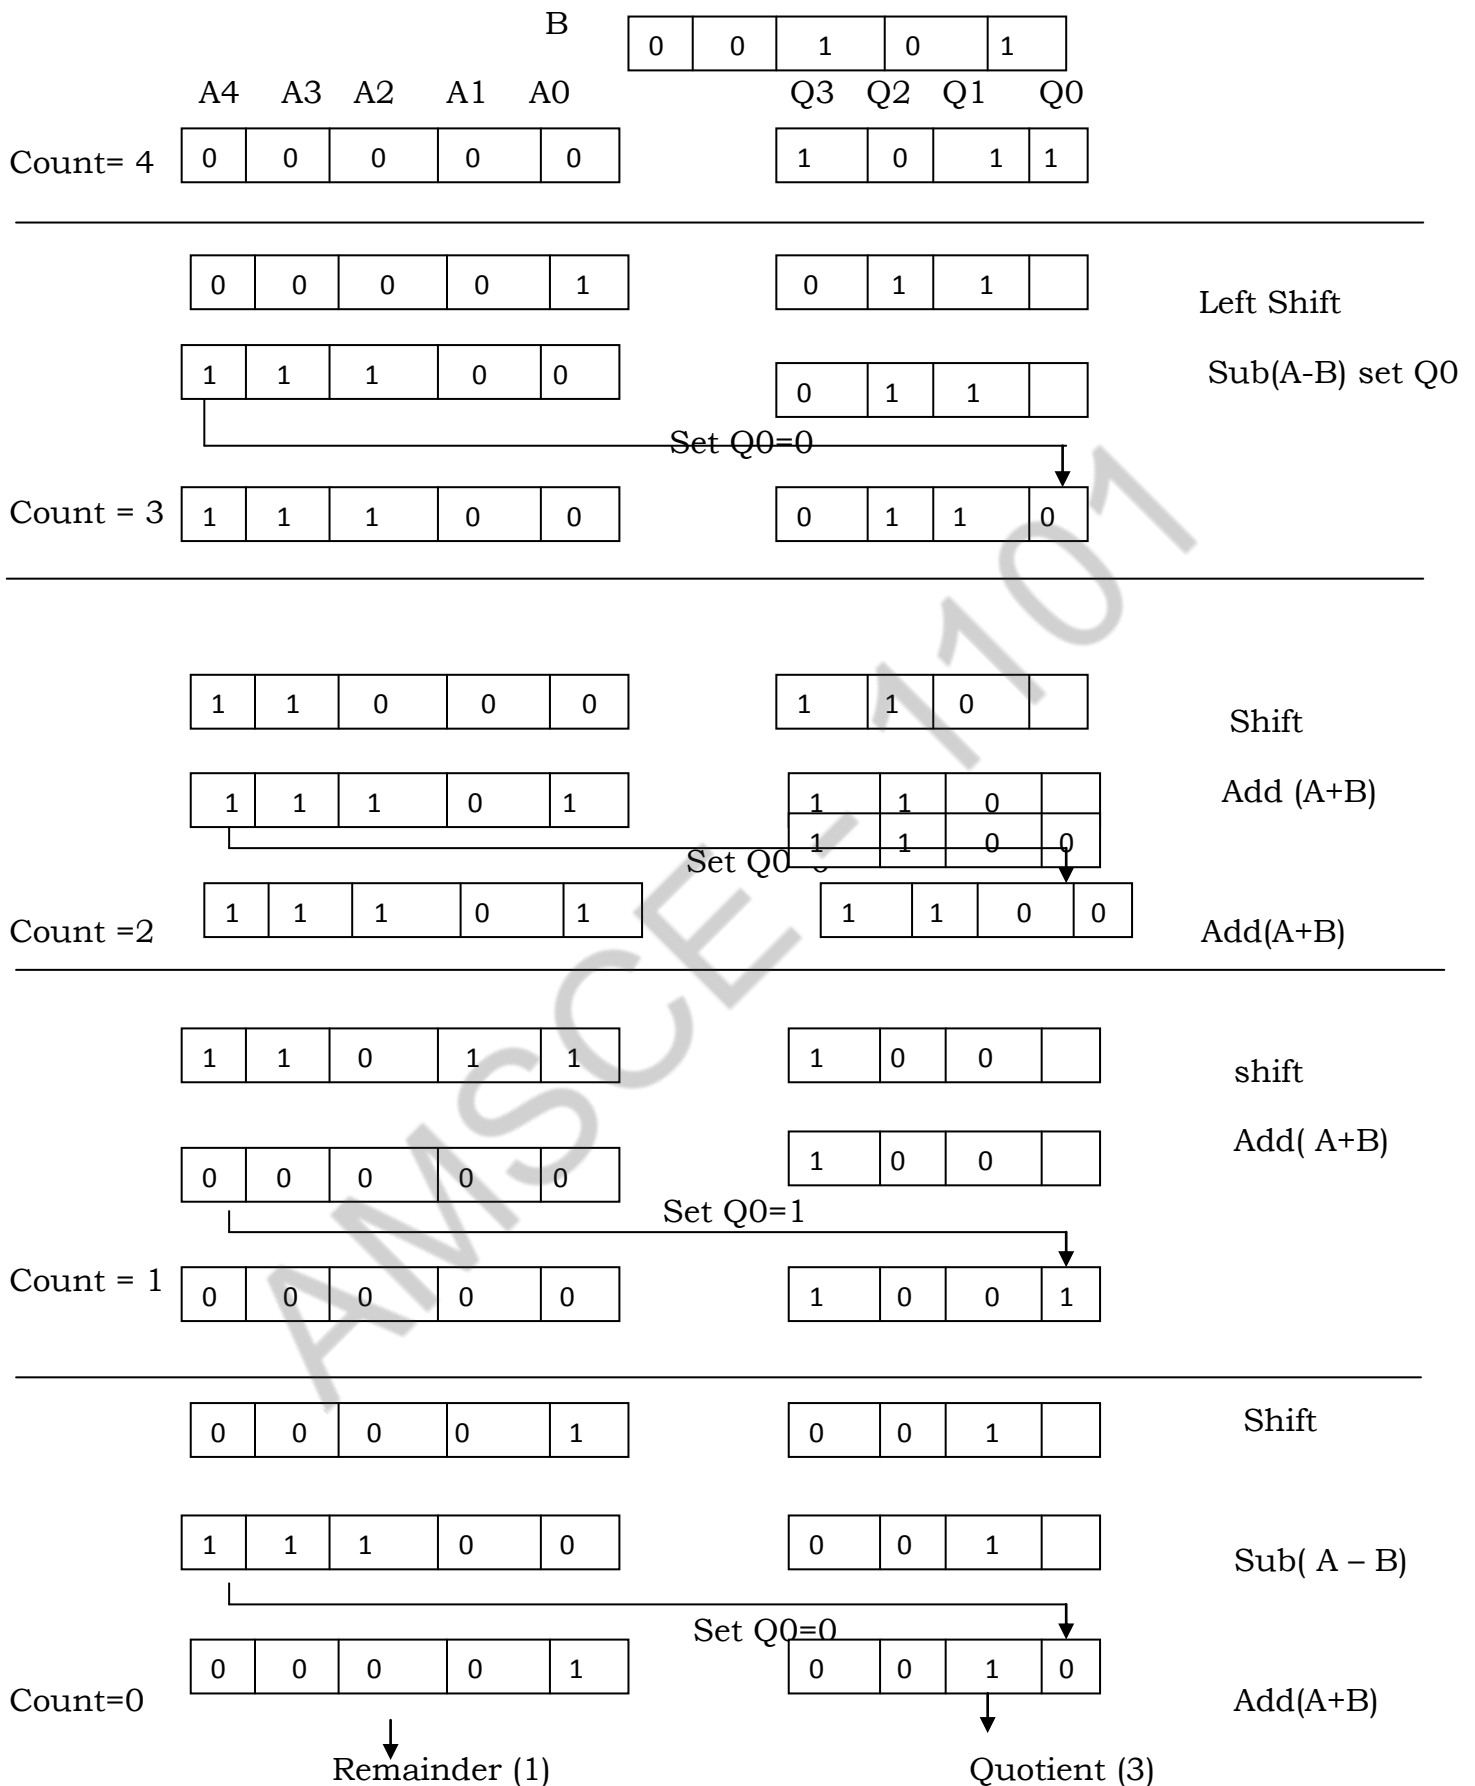 B 0 0 1 0 1
A4 A3 A2 A1 A0 Q3 Q2 Q1 Q0
Count= 4 0 0 0 0 0 1 0 1 1
0 0 0 0 1 0 1 1
Left Shift
1 1 1 0 0 0 1 1 Sub(A-B) set Q0
Set Q0=0
Count = 3 1 1 1 0 0 0 1 1 0
1 1 0 0 0 1 1 0
Shift
1 1 1 0 1 1 1 0 Add (A+B)
1 1 0 0
Set Q0
Count =2 1 1 1 0 1 1 1 0 0 Add(A+B)
1 1 0 1 1 1 0 0 shift
0 0 0 0 0 1 0 0 Add( A+B)
Set Q0=1
Count = 1 0 0 0 0 0 1 0 0 1
0 0 0 0 1 0 0 1 Shift
1 1 1 0 0 0 0 1 Sub( A – B)
Set Q0=0
0 0 0 0 1 0 0 1 0
Count=0 Add(A+B)
Remainder (1) Quotient (3)
AMSCE - 1101